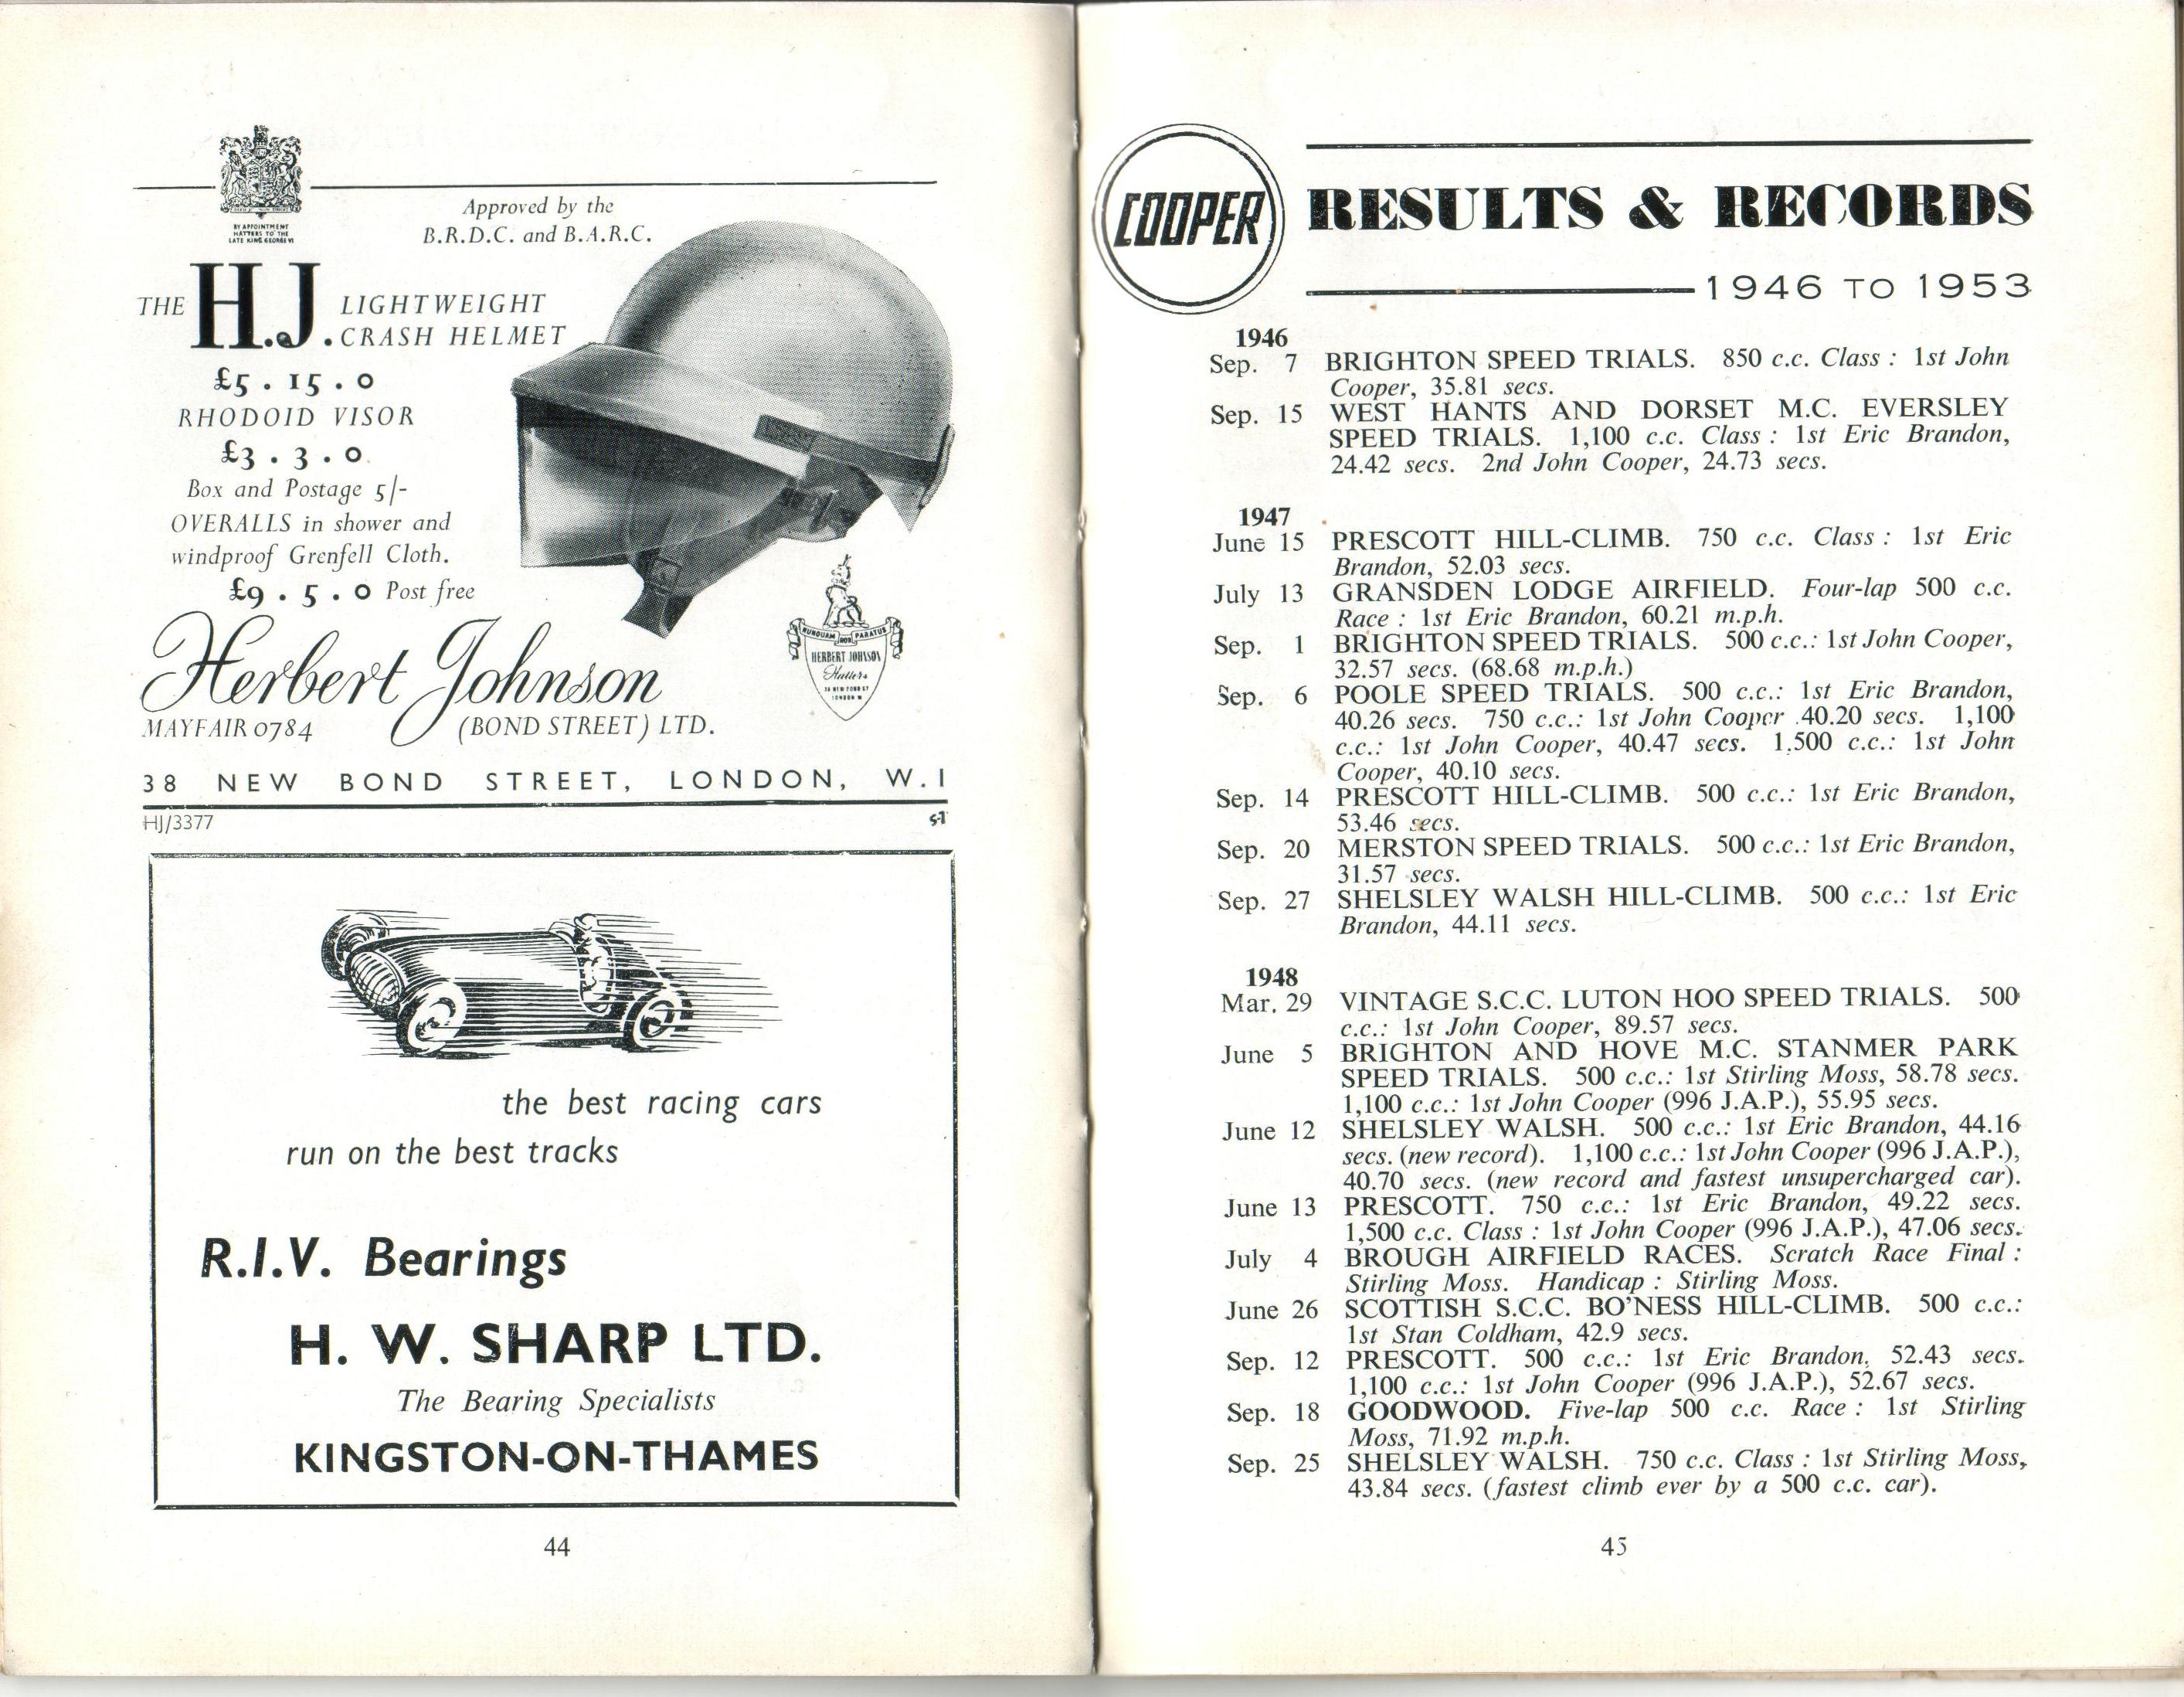 BY APPOINTMENT
HATTERS TO THE
LATE KING GEORGE VI
Approved by the
B.R.D.C. and B.A.R.C.
THE H.J. LIGHTWEIGHT
CRASH HELMET
£5 . 15 . 0
RHODOID VISOR
£3 . 3 . 0
Box and Postage 5/-
OVERALLS in shower and
windproof Grenfell Cloth.
£9 . 5 . 0 Post free
NUNQUAM NON PARATUS
HERBERT JOHNSON
Hatters
38 NEW BOND ST
LONDON W
Herbert Johnson
MAYFAIR 0784 (BOND STREET) LTD.
38 NEW BOND STREET, LONDON, W.1
HJ/3377
the best racing cars
run on the best tracks
R.I.V. Bearings
H. W. SHARP LTD.
The Bearing Specialists
KINGSTON-ON-THAMES
44
COOPER
RESULTS & RECORDS
1946 TO 1953
1946
Sep. 7 BRIGHTON SPEED TRIALS. 850 c.c. Class : 1st John
Cooper, 35.81 secs.
Sep. 15 WEST HANTS AND DORSET M.C. EVERSLEY
SPEED TRIALS. 1,100 c.c. Class : 1st Eric Brandon,
24.42 secs. 2nd John Cooper, 24.73 secs.
1947
June 15 PRESCOTT HILL-CLIMB. 750 c.c. Class : 1st Eric
Brandon, 52.03 secs.
July 13 GRANSDEN LODGE AIRFIELD. Four-lap 500 c.c.
Race : 1st Eric Brandon, 60.21 m.p.h.
Sep. 1 BRIGHTON SPEED TRIALS. 500 c.c.: 1st John Cooper,
32.57 secs. (68.68 m.p.h.)
Sep. 6 POOLE SPEED TRIALS. 500 c.c.: 1st Eric Brandon,
40.26 secs. 750 c.c.: 1st John Cooper .40.20 secs. 1,100
c.c.: 1st John Cooper, 40.47 secs. 1,500 c.c.: 1st John
Cooper, 40.10 secs.
Sep. 14 PRESCOTT HILL-CLIMB. 500 c.c.: 1st Eric Brandon,
53.46 secs.
Sep. 20 MERSTON SPEED TRIALS. 500 c.c.: 1st Eric Brandon,
31.57 secs.
Sep. 27 SHELSLEY WALSH HILL-CLIMB. 500 c.c.: 1st Eric
Brandon, 44.11 secs.
1948
Mar. 29 VINTAGE S.C.C. LUTON HOO SPEED TRIALS. 500
c.c.: 1st John Cooper, 89.57 secs.
June 5 BRIGHTON AND HOVE M.C. STANMER PARK
SPEED TRIALS. 500 c.c.: 1st Stirling Moss, 58.78 secs.
1,100 c.c.: 1st John Cooper (996 J.A.P.), 55.95 secs.
June 12 SHELSLEY WALSH. 500 c.c.: 1st Eric Brandon, 44.16
secs. (new record). 1,100 c.c.: 1st John Cooper (996 J.A.P.),
40.70 secs. (new record and fastest unsupercharged car).
June 13 PRESCOTT. 750 c.c.: 1st Eric Brandon, 49.22 secs.
1,500 c.c. Class : 1st John Cooper (996 J.A.P.), 47.06 secs.
July 4 BROUGH AIRFIELD RACES. Scratch Race Final :
Stirling Moss. Handicap : Stirling Moss.
June 26 SCOTTISH S.C.C. BO'NESS HILL-CLIMB. 500 c.c.:
1st Stan Coldham, 42.9 secs.
Sep. 12 PRESCOTT. 500 c.c.: 1st Eric Brandon, 52.43 secs.
1,100 c.c.: 1st John Cooper (996 J.A.P.), 52.67 secs.
Sep. 18 GOODWOOD. Five-lap 500 c.c. Race : 1st Stirling
Moss, 71.92 m.p.h.
Sep. 25 SHELSLEY WALSH. 750 c.c. Class : 1st Stirling Moss,
43.84 secs. (fastest climb ever by a 500 c.c. car).
45